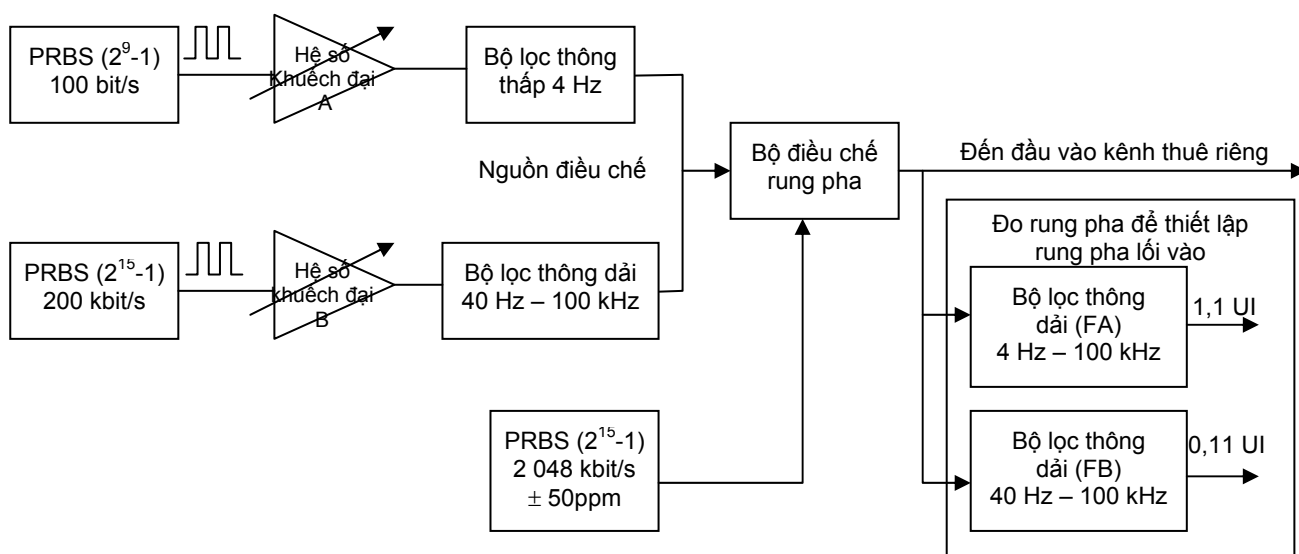 PRBS (2⁹-1)
100 bit/s
Hệ số
Khuếch đại
A
Bộ lọc thông
thấp 4 Hz
Nguồn điều chế
Bộ điều chế
rung pha
Đến đầu vào kênh thuê riêng
PRBS (2¹⁵-1)
200 kbit/s
Hệ số
khuếch đại
B
Bộ lọc thông dải
40 Hz – 100 kHz
Đo rung pha để thiết lập
rung pha lối vào
Bộ lọc thông
dải (FA)
4 Hz – 100 kHz
1,1 UI
PRBS (2¹⁵-1)
2 048 kbit/s
± 50ppm
Bộ lọc thông
dải (FB)
40 Hz – 100 kHz
0,11 UI